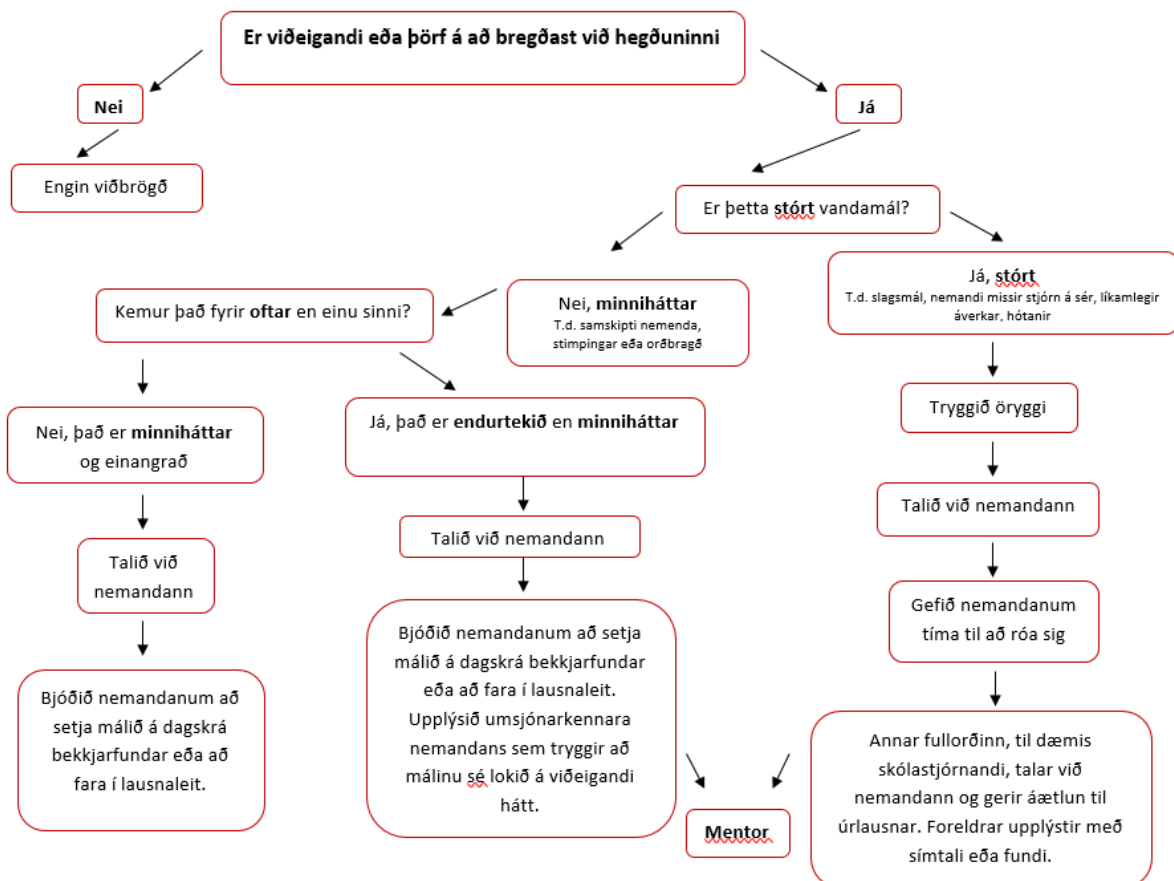 Er viðeigandi eða þörf á að bregðast við hegðuninni
Nei
Já
Engin viðbrögð
Er þetta stórt vandamál?
Nei, minniháttar
T.d. samskipti nemenda,
stimpingar eða orðbragð
Já, stórt
T.d. slagsmál, nemandi missir stjórn á sér, líkamlegir
áverkar, hótanir
Kemur það fyrir oftar en einu sinni?
Nei, það er minniháttar
og einangrað
Já, það er endurtekið en minniháttar
Tryggið öryggi
Talið við nemandann
Talið við
nemandann
Talið við nemandann
Gefið nemandanum
tíma til að róa sig
Bjóðið nemandanum að
setja málið á dagskrá
bekkjarfundar eða að
fara í lausnaleit.
Bjóðið nemandanum að setja
málið á dagskrá bekkjarfundar
eða að fara í lausnaleit.
Upplýsið umsjónarkennara
nemandans sem tryggir að
málinu sé lokið á viðeigandi
hátt.
Mentor
Annar fullorðinn, til dæmis
skólastjórnandi, talar við
nemandann og gerir áætlun til
úrlausnar. Foreldrar upplýstir með
símtali eða fundi.